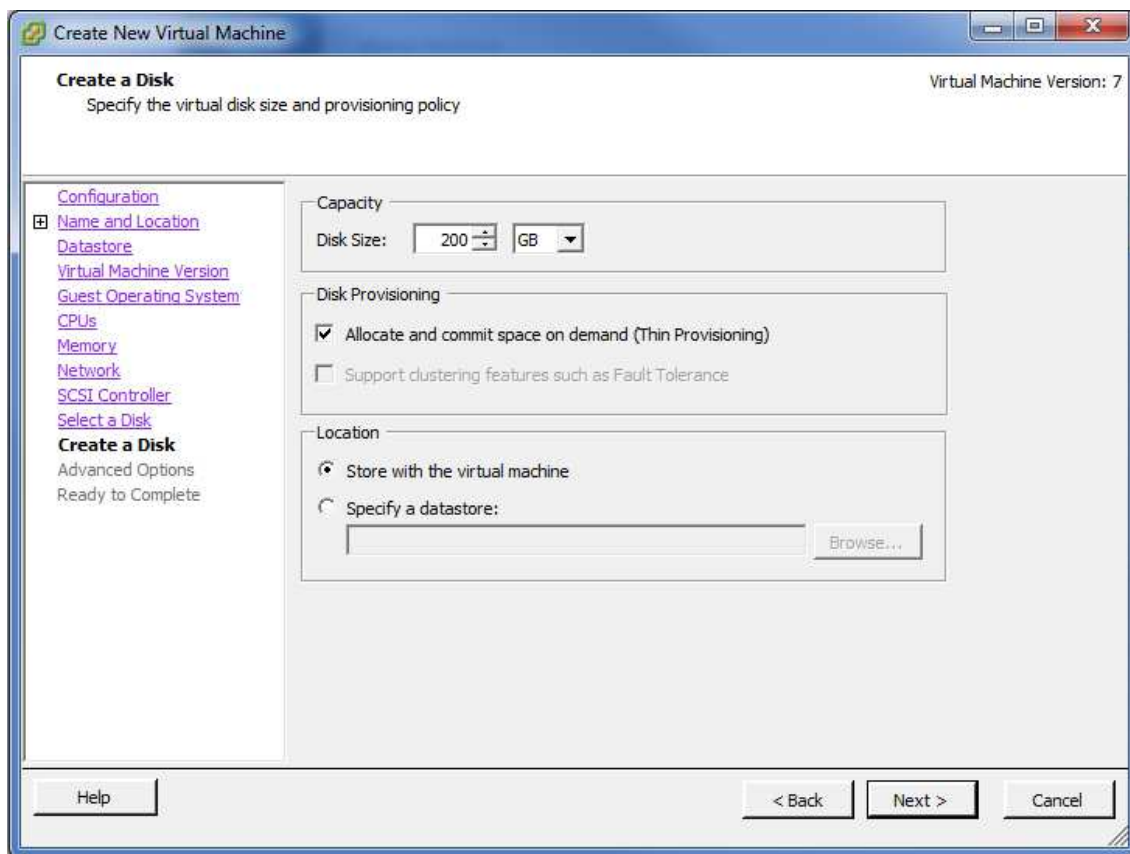 Create New Virtual Machine
Create a Disk
Virtual Machine Version: 7
Specify the virtual disk size and provisioning policy
Configuration
Name and Location
Datastore
Virtual Machine Version
Guest Operating System
CPUs
Memory
Network
SCSI Controller
Select a Disk
Create a Disk
Advanced Options
Ready to Complete
Capacity
Disk Size: 200 GB
Disk Provisioning
Allocate and commit space on demand (Thin Provisioning)
Support clustering features such as Fault Tolerance
Location
Store with the virtual machine
Specify a datastore:
Browse...
Help
< Back
Next >
Cancel